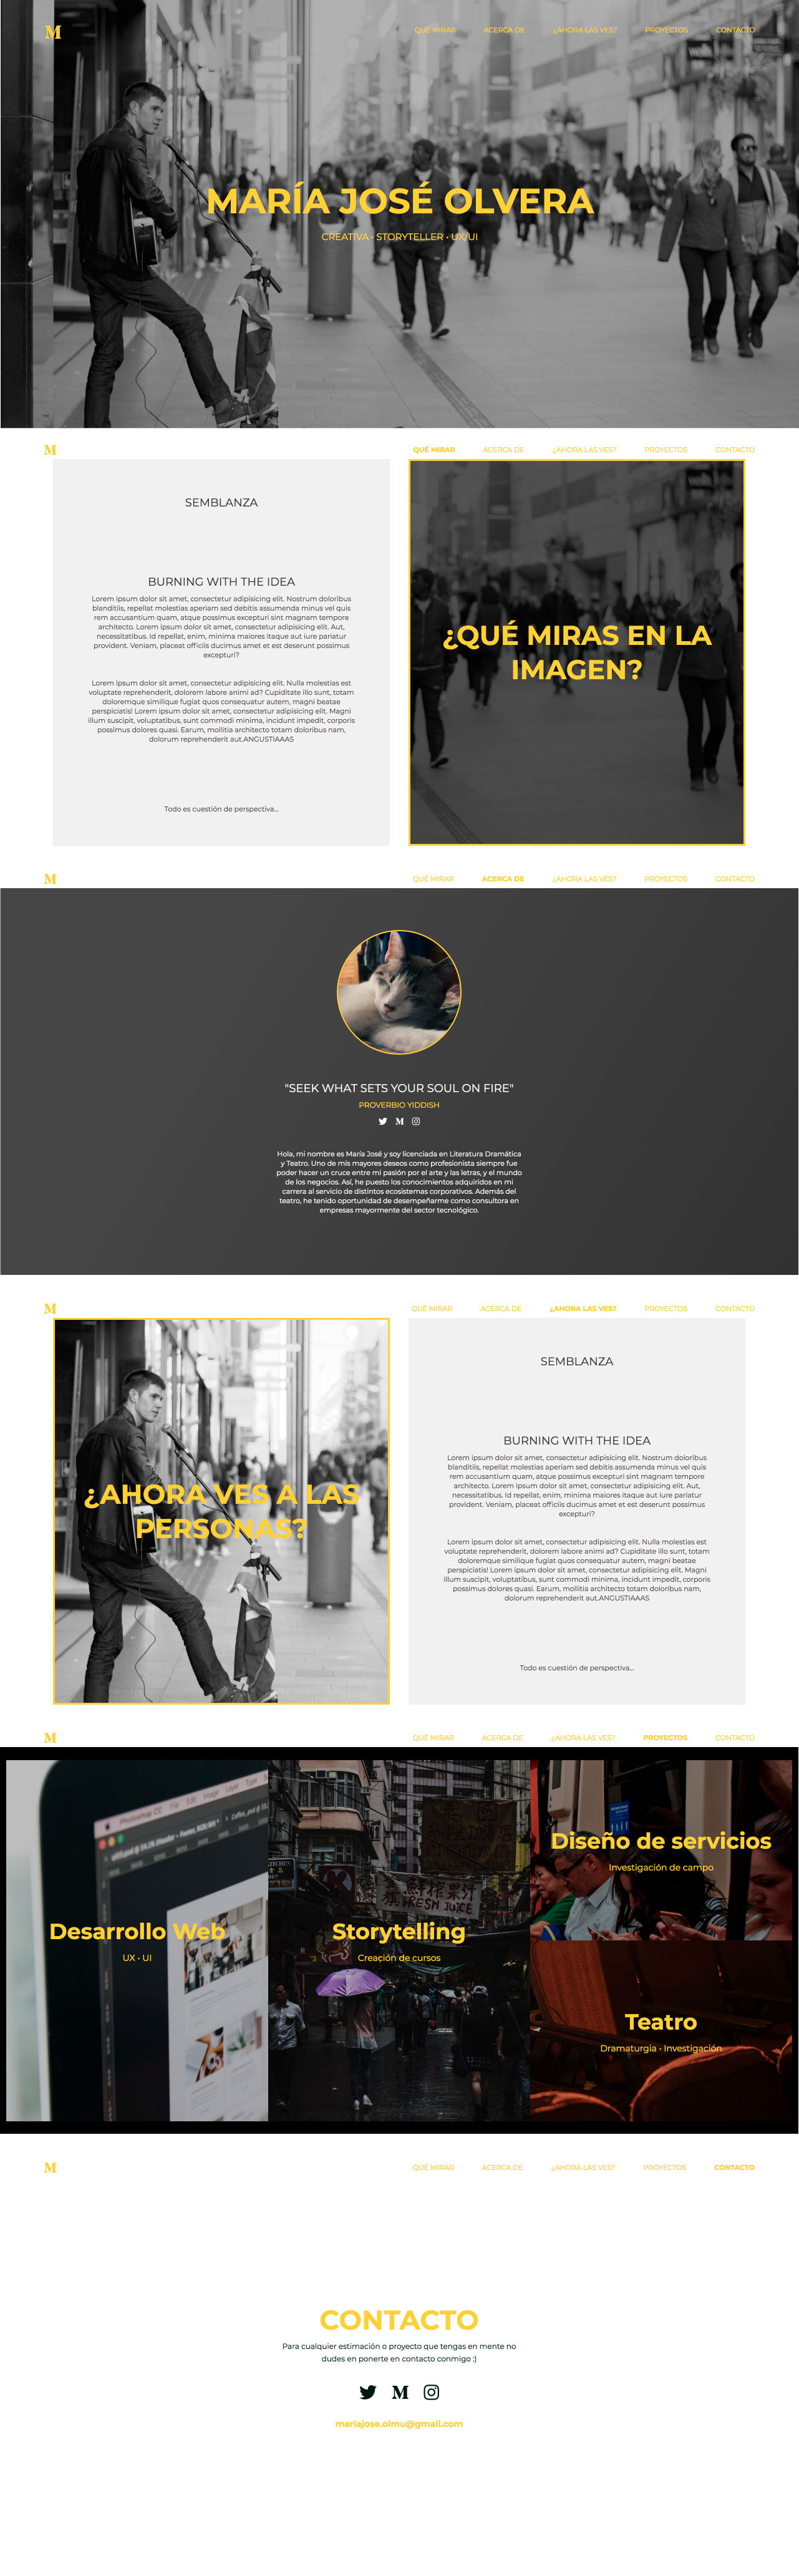 M
QUÉ MIRAR ACERCA DE ¿AHORA LAS VES? PROYECTOS CONTACTO
MARÍA JOSÉ OLVERA
CREATIVA • STORYTELLER • UX/UI
M
QUÉ MIRAR ACERCA DE ¿AHORA LAS VES? PROYECTOS CONTACTO
SEMBLANZA
BURNING WITH THE IDEA
Lorem ipsum dolor sit amet, consectetur adipisicing elit. Nostrum doloribus
blanditiis, repellat molestias aperiam sed debitis assumenda minus vel quis
rem accusantium quam, atque possimus excepturi sint magnam tempore
architecto. Lorem ipsum dolor sit amet, consectetur adipisicing elit. Aut,
necessitatibus. Id repellat, enim, minima maiores itaque aut iure pariatur
provident. Veniam, placeat officiis ducimus amet et est deserunt possimus
excepturi?
Lorem ipsum dolor sit amet, consectetur adipisicing elit. Nulla molestias est
voluptate reprehenderit, dolorem labore animi ad? Cupiditate illo sunt, totam
doloremque similique fugiat quos consequatur autem, magni beatae
perspiciatis! Lorem ipsum dolor sit amet, consectetur adipisicing elit. Magni
illum suscipit, voluptatibus, sunt commodi minima, incidunt impedit, corporis
possimus dolores quasi. Earum, mollitia architecto totam doloribus nam,
dolorum reprehenderit aut.ANGUSTIAAAS
Todo es cuestión de perspectiva...
¿QUÉ MIRAS EN LA
IMAGEN?
M
QUÉ MIRAR ACERCA DE ¿AHORA LAS VES? PROYECTOS CONTACTO
"SEEK WHAT SETS YOUR SOUL ON FIRE"
PROVERBIO YIDDISH
M
Hola, mi nombre es María José y soy licenciada en Literatura Dramática
y Teatro. Uno de mis mayores deseos como profesionista siempre fue
poder hacer un cruce entre mi pasión por el arte y las letras, y el mundo
de los negocios. Así, he puesto los conocimientos adquiridos en mi
carrera al servicio de distintos ecosistemas corporativos. Además del
teatro, he tenido oportunidad de desempeñarme como consultora en
empresas mayormente del sector tecnológico.
M
QUÉ MIRAR ACERCA DE ¿AHORA LAS VES? PROYECTOS CONTACTO
¿AHORA VES A LAS
PERSONAS?
SEMBLANZA
BURNING WITH THE IDEA
Lorem ipsum dolor sit amet, consectetur adipisicing elit. Nostrum doloribus
blanditiis, repellat molestias aperiam sed debitis assumenda minus vel quis
rem accusantium quam, atque possimus excepturi sint magnam tempore
architecto. Lorem ipsum dolor sit amet, consectetur adipisicing elit. Aut,
necessitatibus. Id repellat, enim, minima maiores itaque aut iure pariatur
provident. Veniam, placeat officiis ducimus amet et est deserunt possimus
excepturi?
Lorem ipsum dolor sit amet, consectetur adipisicing elit. Nulla molestias est
voluptate reprehenderit, dolorem labore animi ad? Cupiditate illo sunt, totam
doloremque similique fugiat quos consequatur autem, magni beatae
perspiciatis! Lorem ipsum dolor sit amet, consectetur adipisicing elit. Magni
illum suscipit, voluptatibus, sunt commodi minima, incidunt impedit, corporis
possimus dolores quasi. Earum, mollitia architecto totam doloribus nam,
dolorum reprehenderit aut.ANGUSTIAAAS
Todo es cuestión de perspectiva...
M
QUÉ MIRAR ACERCA DE ¿AHORA LAS VES? PROYECTOS CONTACTO
Desarrollo Web
UX • UI
Storytelling
Creación de cursos
FRESH JUICE
Diseño de servicios
Investigación de campo
Teatro
Dramaturgia • Investigación
M
QUÉ MIRAR ACERCA DE ¿AHORA LAS VES? PROYECTOS CONTACTO
CONTACTO
Para cualquier estimación o proyecto que tengas en mente no
dudes en ponerte en contacto conmigo :)
M
mariajose.olmu@gmail.com